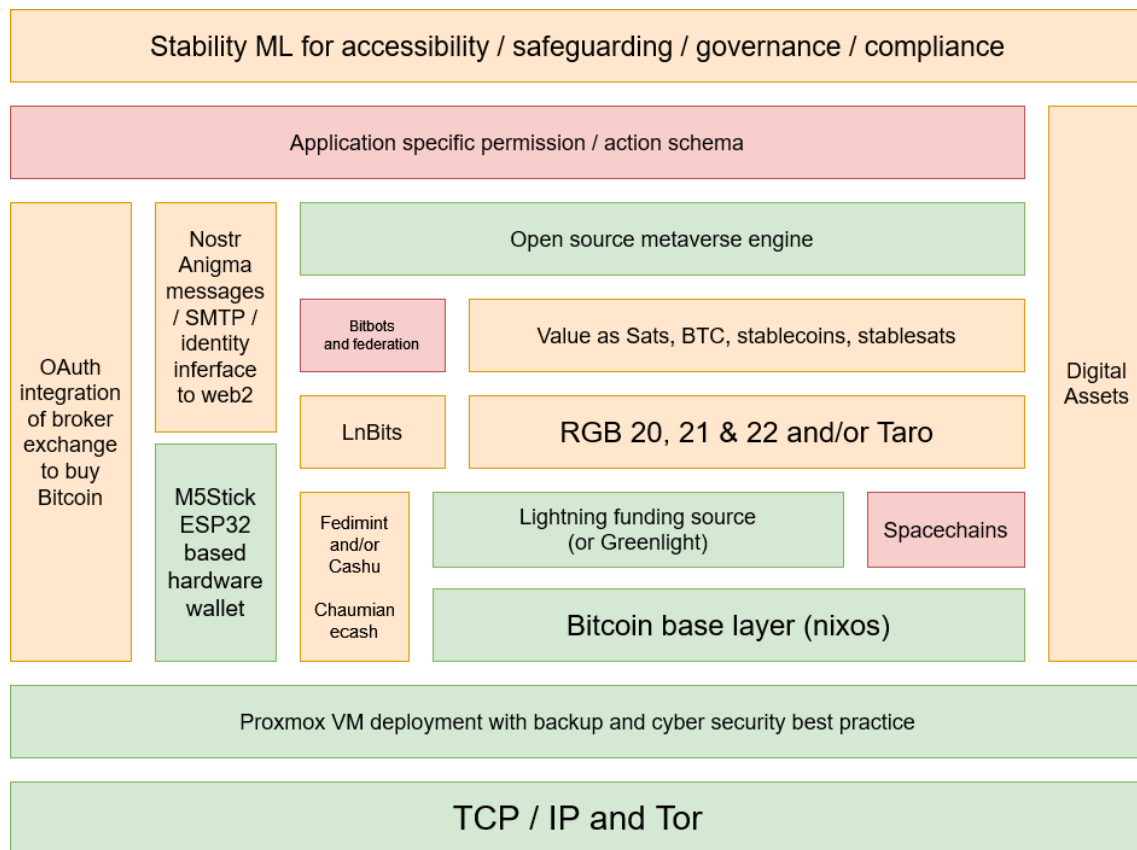 Stability ML for accessibility / safeguarding / governance / compliance
Application specific permission / action schema
OAuth
integration
of broker
exchange
to buy
Bitcoin
Nostr
Anigma
messages
/ SMTP /
identity
inferface
to web2
M5Stick
ESP32
based
hardware
wallet
Open source metaverse engine
Bitbots
and federation
Value as Sats, BTC, stablecoins, stablesats
LnBits
RGB 20, 21 & 22 and/or Taro
Fedimint
and/or
Cashu
Chaumian
ecash
Lightning funding source
(or Greenlight)
Spacechains
Bitcoin base layer (nixos)
Digital
Assets
Proxmox VM deployment with backup and cyber security best practice
TCP / IP and Tor